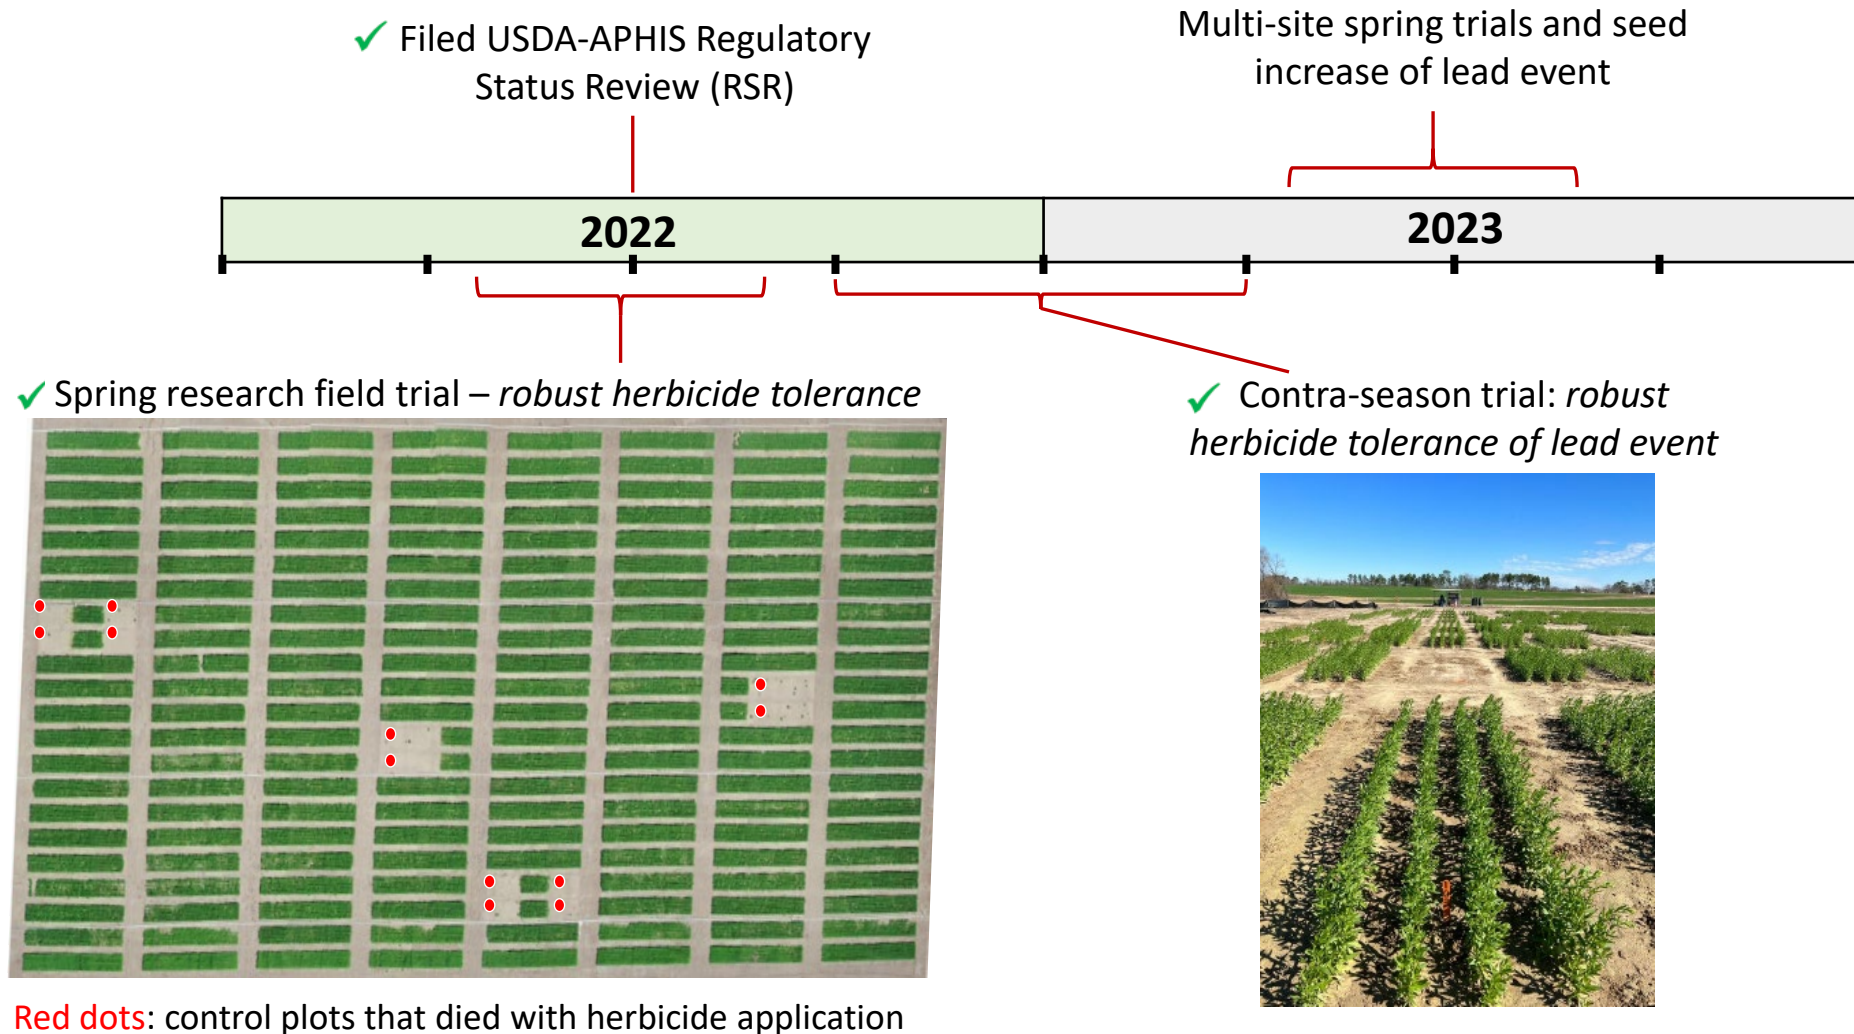 ✓ Filed USDA-APHIS Regulatory
Status Review (RSR)
Multi-site spring trials and seed
increase of lead event
2022
2023
✓ Spring research field trial – robust herbicide tolerance
✓ Contra-season trial: robust
herbicide tolerance of lead event
Red dots: control plots that died with herbicide application